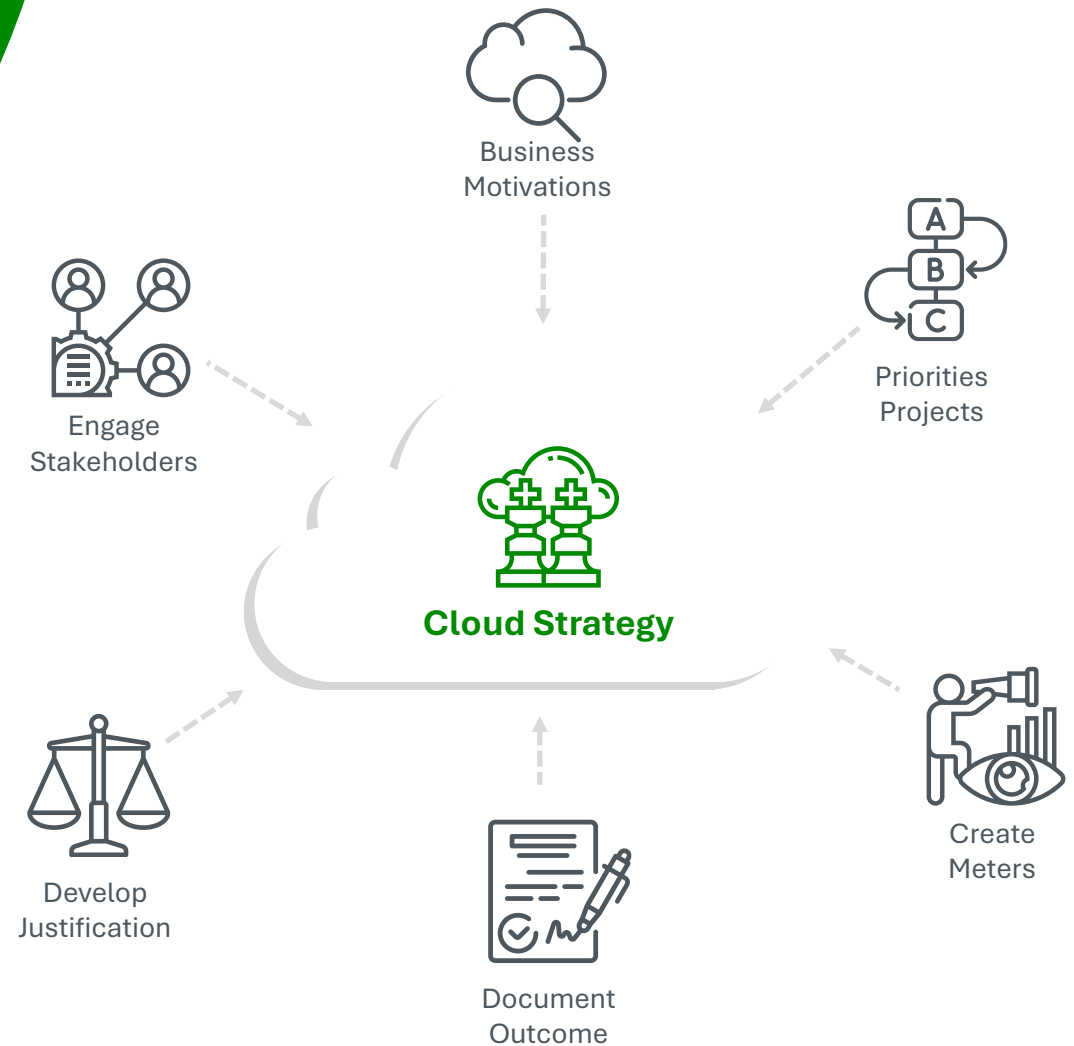 Business
Motivations
A
B
C
Priorities
Projects
Engage
Stakeholders
Cloud Strategy
Create
Meters
Develop
Justification
Document
Outcome